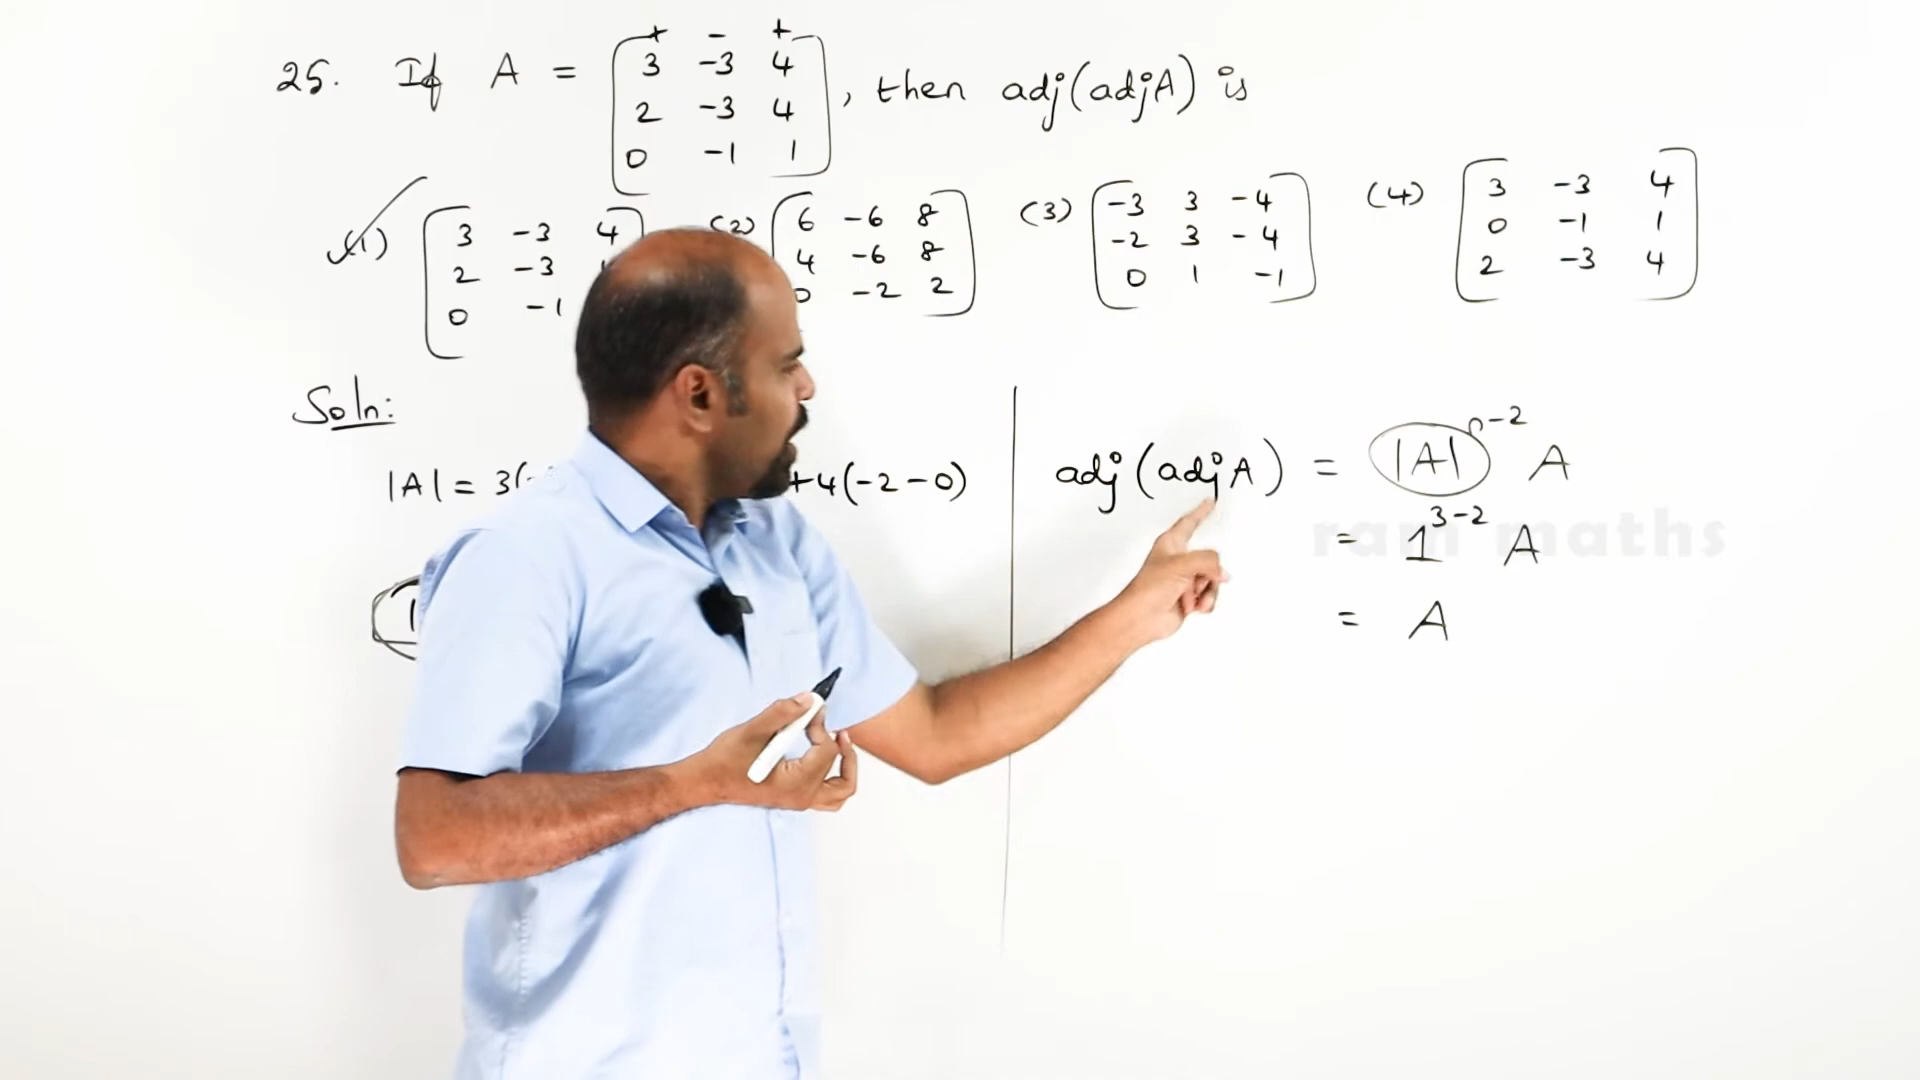 25. If A = [3 -3 4], then adj(adjA) is
+ - +
2 -3 4
0 -1 1
(1) [3 -3 4
2 -3
0 -1
(2) [6 -6 8]
4 -6 8
0 -2 2
(3) [-3 3 -4]
-2 3 -4
0 1 -1
(4) [3 -3 4]
0 -1 1
2 -3 4
Soln:
|A| = 3(- +4(-2-0)
adj(adjA) = |A|^(n-2) A
= 1^(3-2) A
= A
ram maths